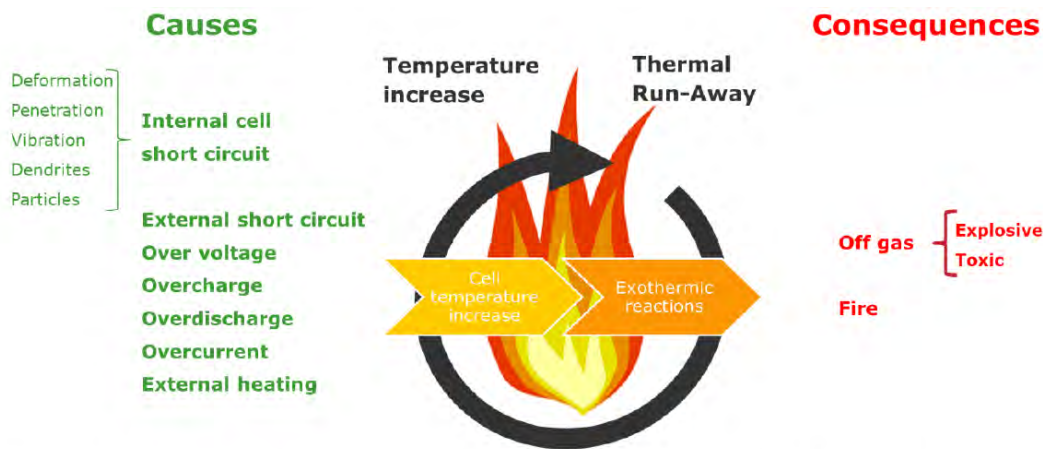 Causes
Deformation
Penetration
Vibration
Dendrites
Particles
Internal cell
short circuit
External short circuit
Over voltage
Overcharge
Overdischarge
Overcurrent
External heating
Temperature
increase
Thermal
Run-Away
Cell
temperature
increase
Exothermic
reactions
Consequences
Off gas
Explosive
Toxic
Fire